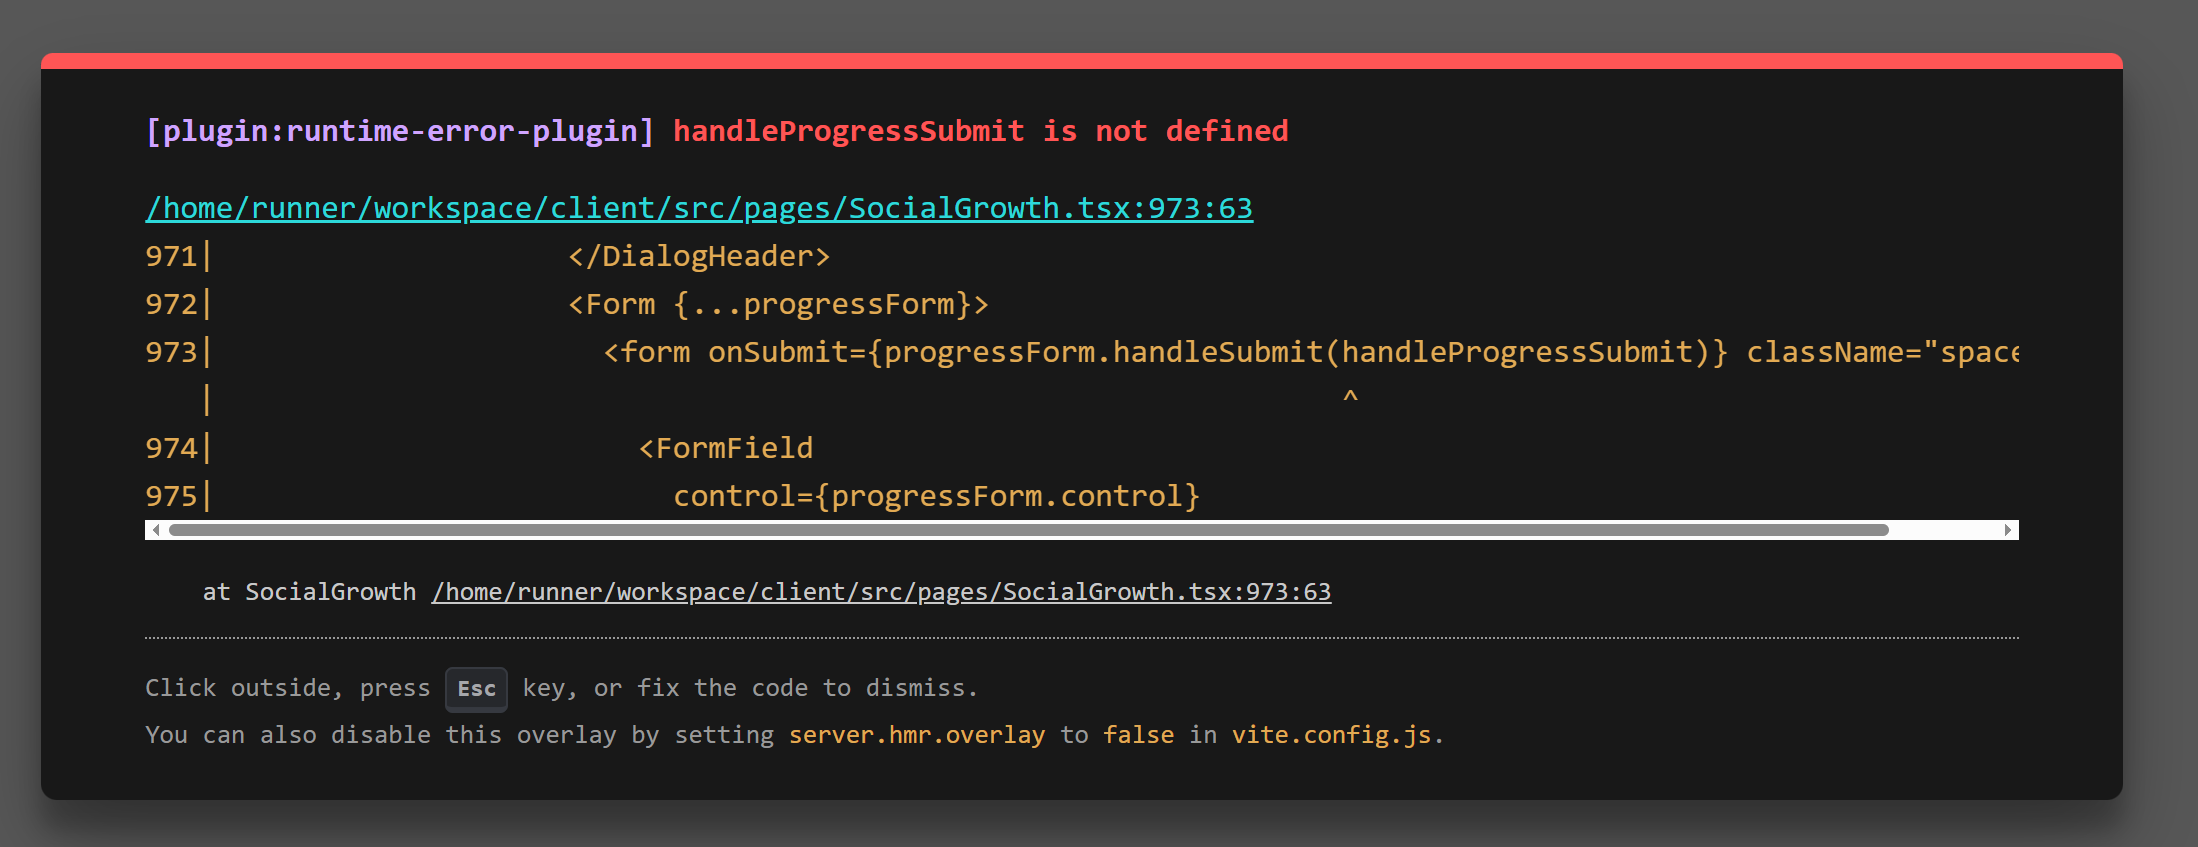 [plugin:runtime-error-plugin] handleProgressSubmit is not defined
/home/runner/workspace/client/src/pages/SocialGrowth.tsx:973:63
971|                    </DialogHeader>
972|                    <Form {...progressForm}>
973|                      <form onSubmit={progressForm.handleSubmit(handleProgressSubmit)} className="space
   |                                                                ^
974|                        <FormField
975|                          control={progressForm.control}
at SocialGrowth /home/runner/workspace/client/src/pages/SocialGrowth.tsx:973:63
Click outside, press Esc key, or fix the code to dismiss.
You can also disable this overlay by setting server.hmr.overlay to false in vite.config.js.